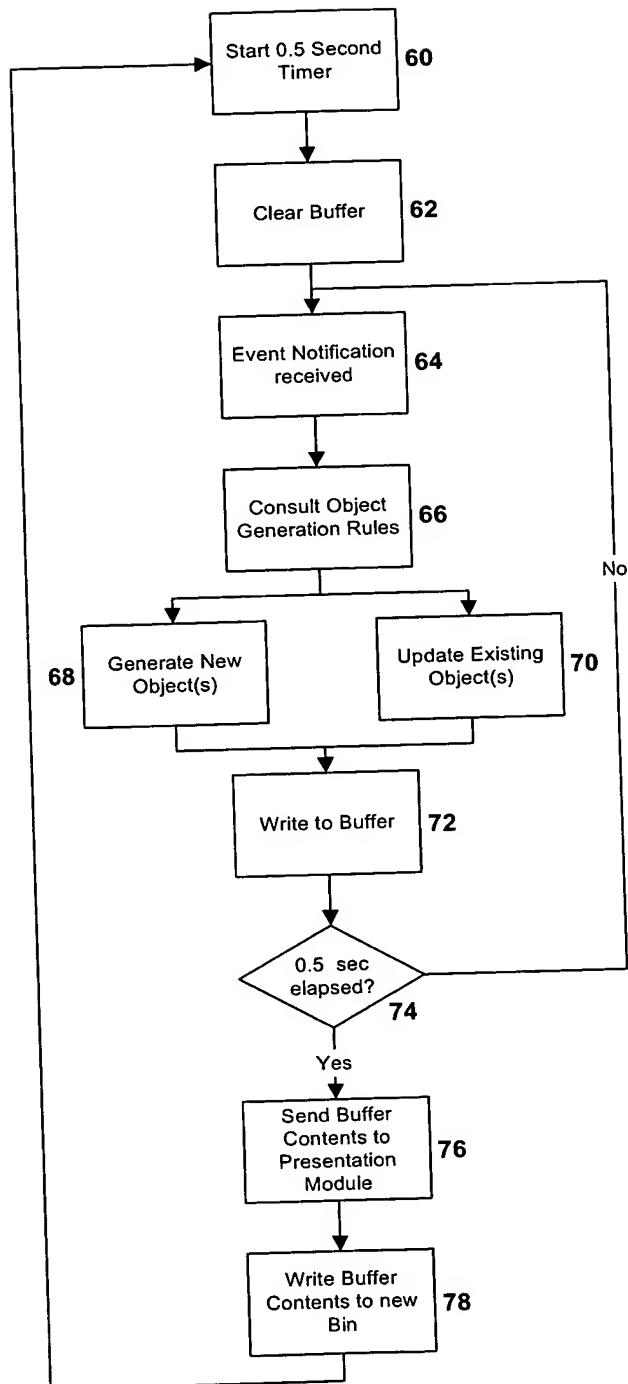 Start 0.5 Second
Timer
60
Clear Buffer
62
Event Notification
received
64
Consult Object
Generation Rules
66
No
68
Generate New
Object(s)
Update Existing
Object(s)
70
Write to Buffer
72
0.5 sec
elapsed?
74
Yes
Send Buffer
Contents to
Presentation
Module
76
Write Buffer
Contents to new
Bin
78